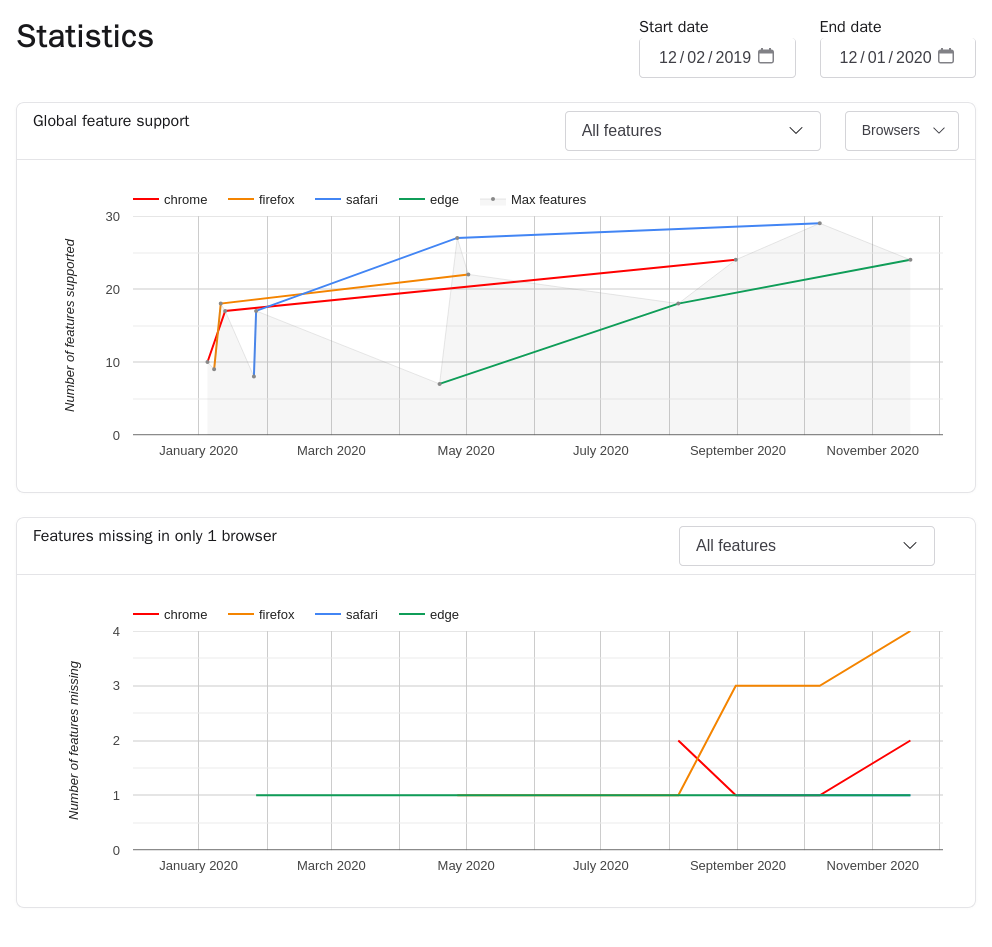 Statistics
Start date
End date
12/02/2019
12/01/2020
Global feature support
All features
Browsers
chrome firefox safari edge Max features
Number of features supported
30
20
10
0
January 2020 March 2020 May 2020 July 2020 September 2020 November 2020
Features missing in only 1 browser
All features
chrome firefox safari edge
Number of features missing
4
3
2
1
0
January 2020 March 2020 May 2020 July 2020 September 2020 November 2020